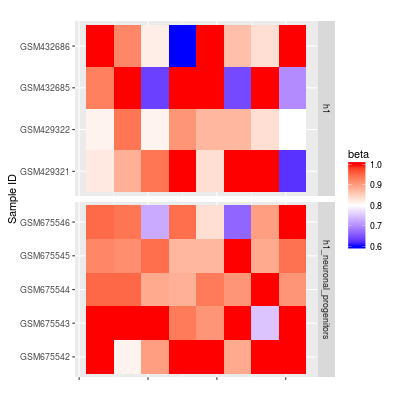 GSM432686
GSM432685
GSM429322
GSM429321
GSM675546
GSM675545
GSM675544
GSM675543
GSM675542
Sample ID
h1
h1_neuronal_progenitors
beta
1.0
0.9
0.8
0.7
0.6